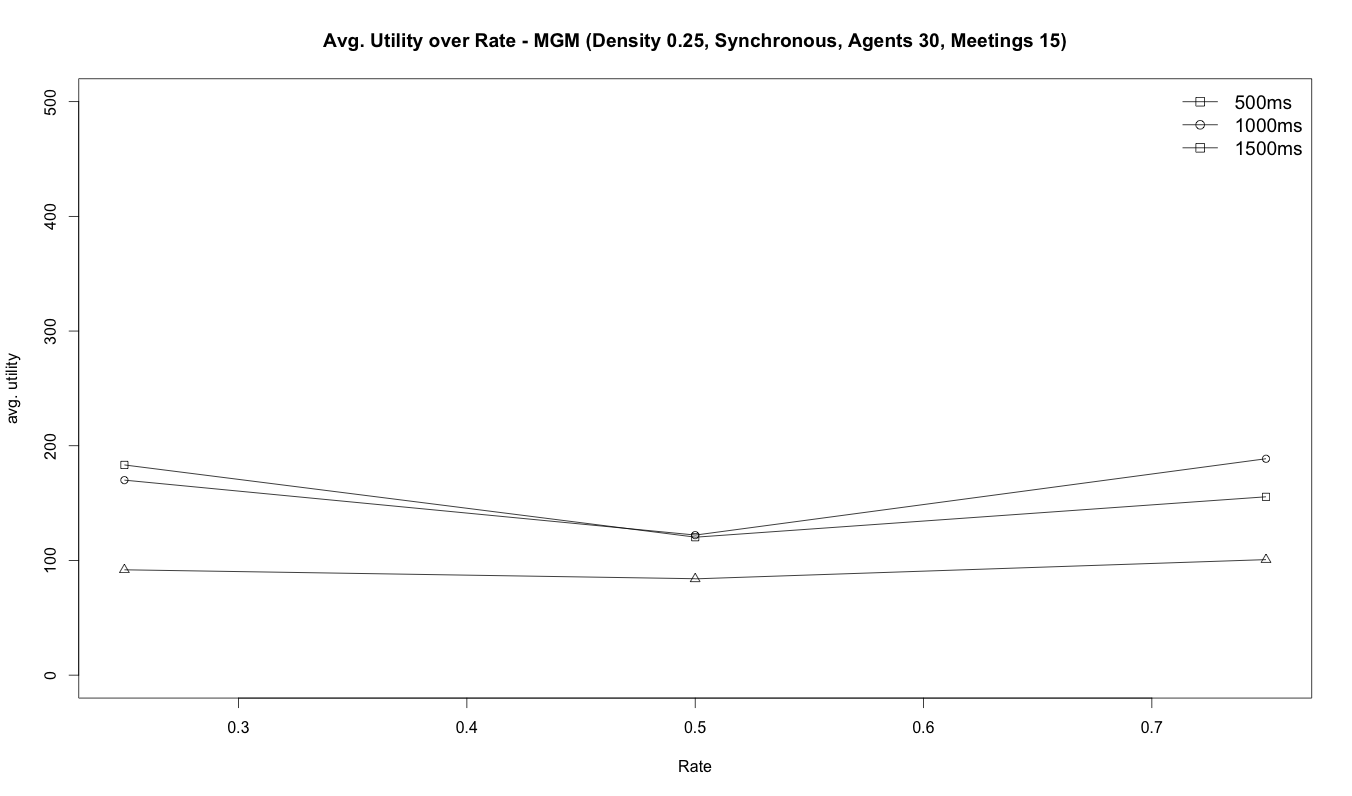 Avg. Utility over Rate - MGM (Density 0.25, Synchronous, Agents 30, Meetings 15)
500ms
1000ms
1500ms
500
400
300
200
100
0
avg. utility
0.3 0.4 0.5 0.6 0.7
Rate